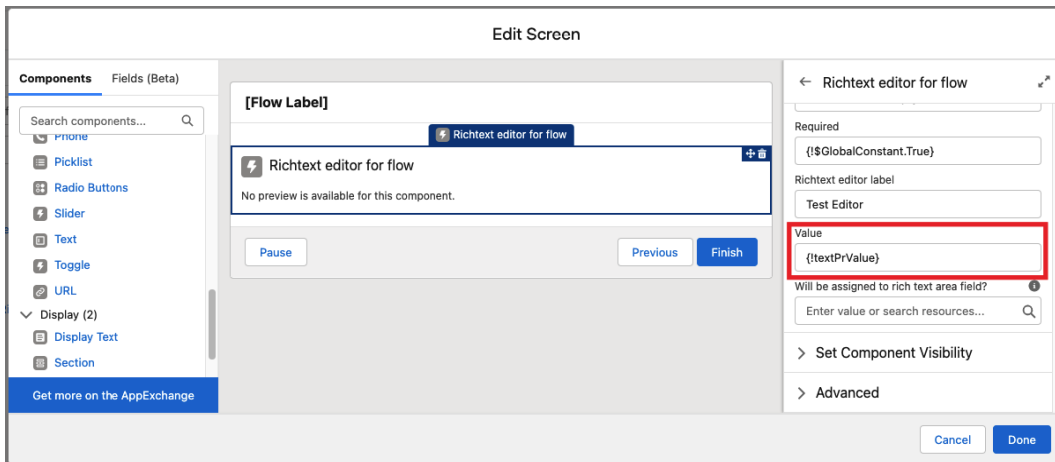 Edit Screen
Components
Fields (Beta)
Search components...
Phone
Picklist
Radio Buttons
Slider
Text
Toggle
URL
Display (2)
Display Text
Section
Get more on the AppExchange
[Flow Label]
Richtext editor for flow
Richtext editor for flow
No preview is available for this component.
Pause
Previous
Finish
Richtext editor for flow
Required
{!$GlobalConstant.True}
Richtext editor label
Test Editor
Value
{!textPrValue}
Will be assigned to rich text area field?
Enter value or search resources...
Set Component Visibility
Advanced
Cancel
Done